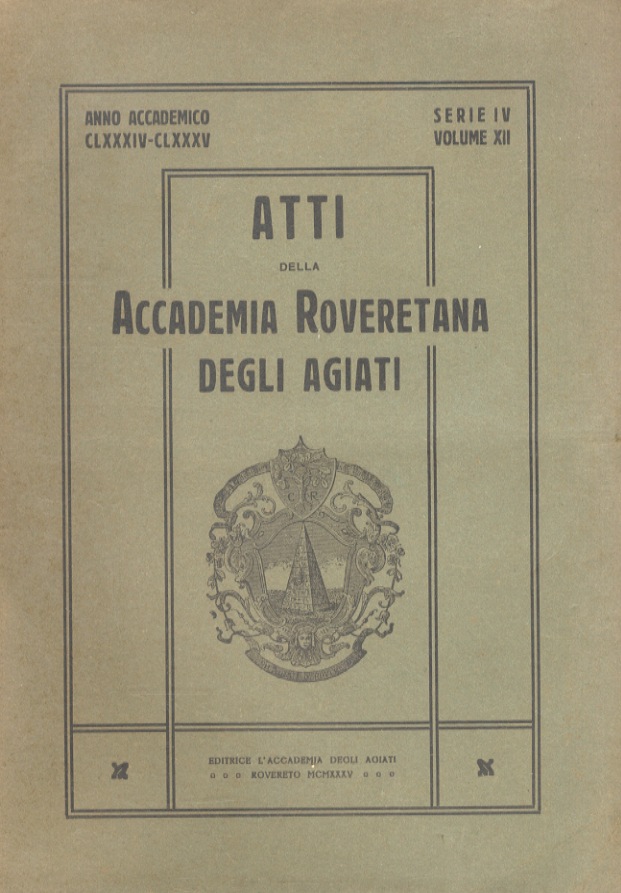 ANNO ACCADEMICO
CLXXXIV-CLXXXV
SERIE IV
VOLUME XII
ATTI
DELLA
ACCADEMIA ROVERETANA
DEGLI AGIATI
C R
EDITRICE L'ACCADEMIA DEGLI AGIATI
o o o ROVERETO MCMXXXV o o o